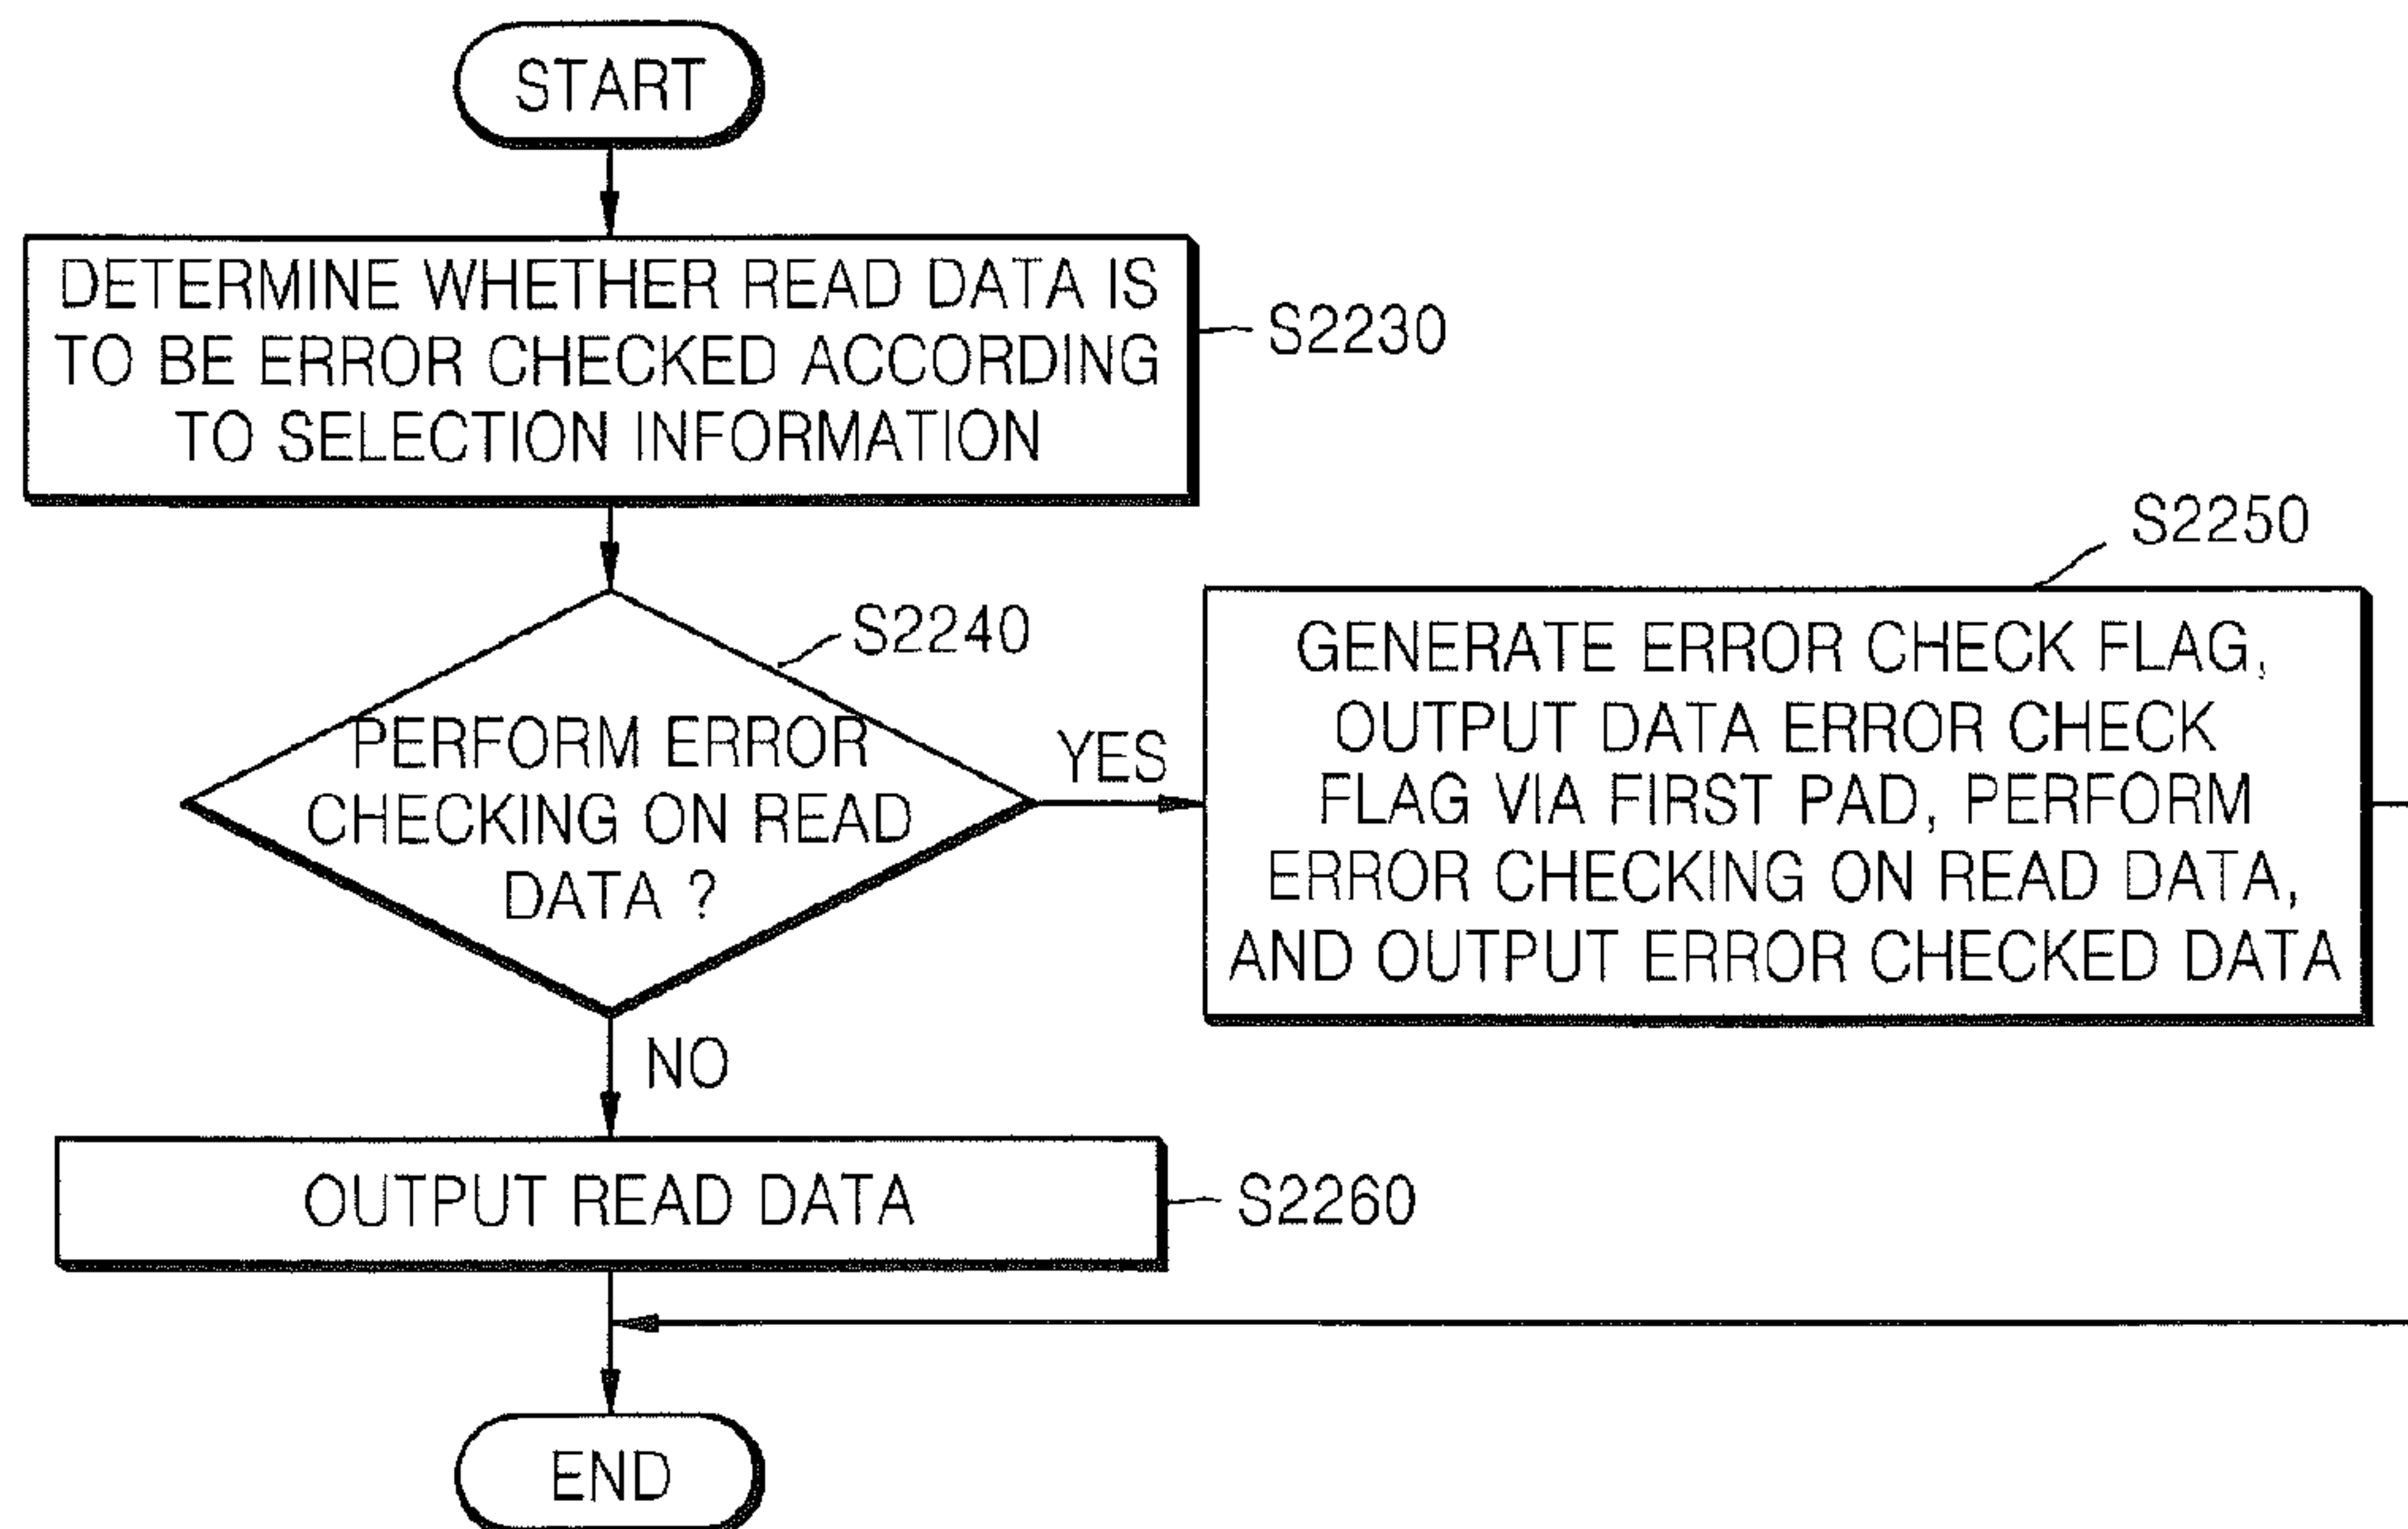 START
DETERMINE WHETHER READ DATA IS
TO BE ERROR CHECKED ACCORDING
TO SELECTION INFORMATION
S2230
S2240
PERFORM ERROR
CHECKING ON READ
DATA ?
YES
S2250
GENERATE ERROR CHECK FLAG,
OUTPUT DATA ERROR CHECK
FLAG VIA FIRST PAD, PERFORM
ERROR CHECKING ON READ DATA,
AND OUTPUT ERROR CHECKED DATA
NO
OUTPUT READ DATA
S2260
END